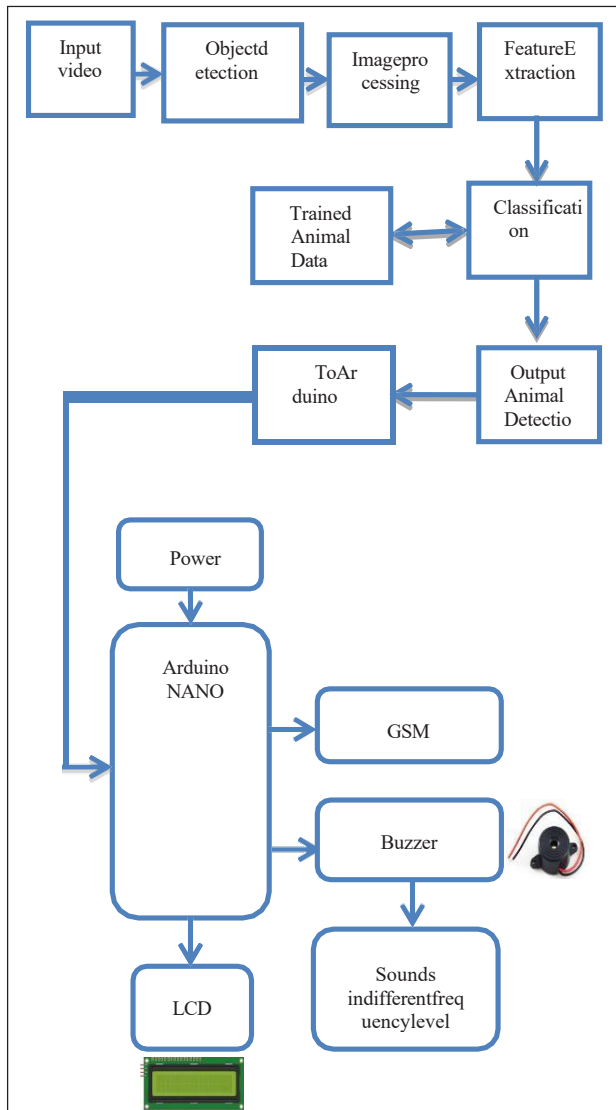 Input
video
Objectd
etection
Imagepro
cessing
FeatureE
xtraction
Trained
Animal
Data
Classificati
on
ToAr
duino
Output
Animal
Detectio
Power
Arduino
NANO
GSM
Buzzer
LCD
Sounds
indifferentfreq
uencylevel